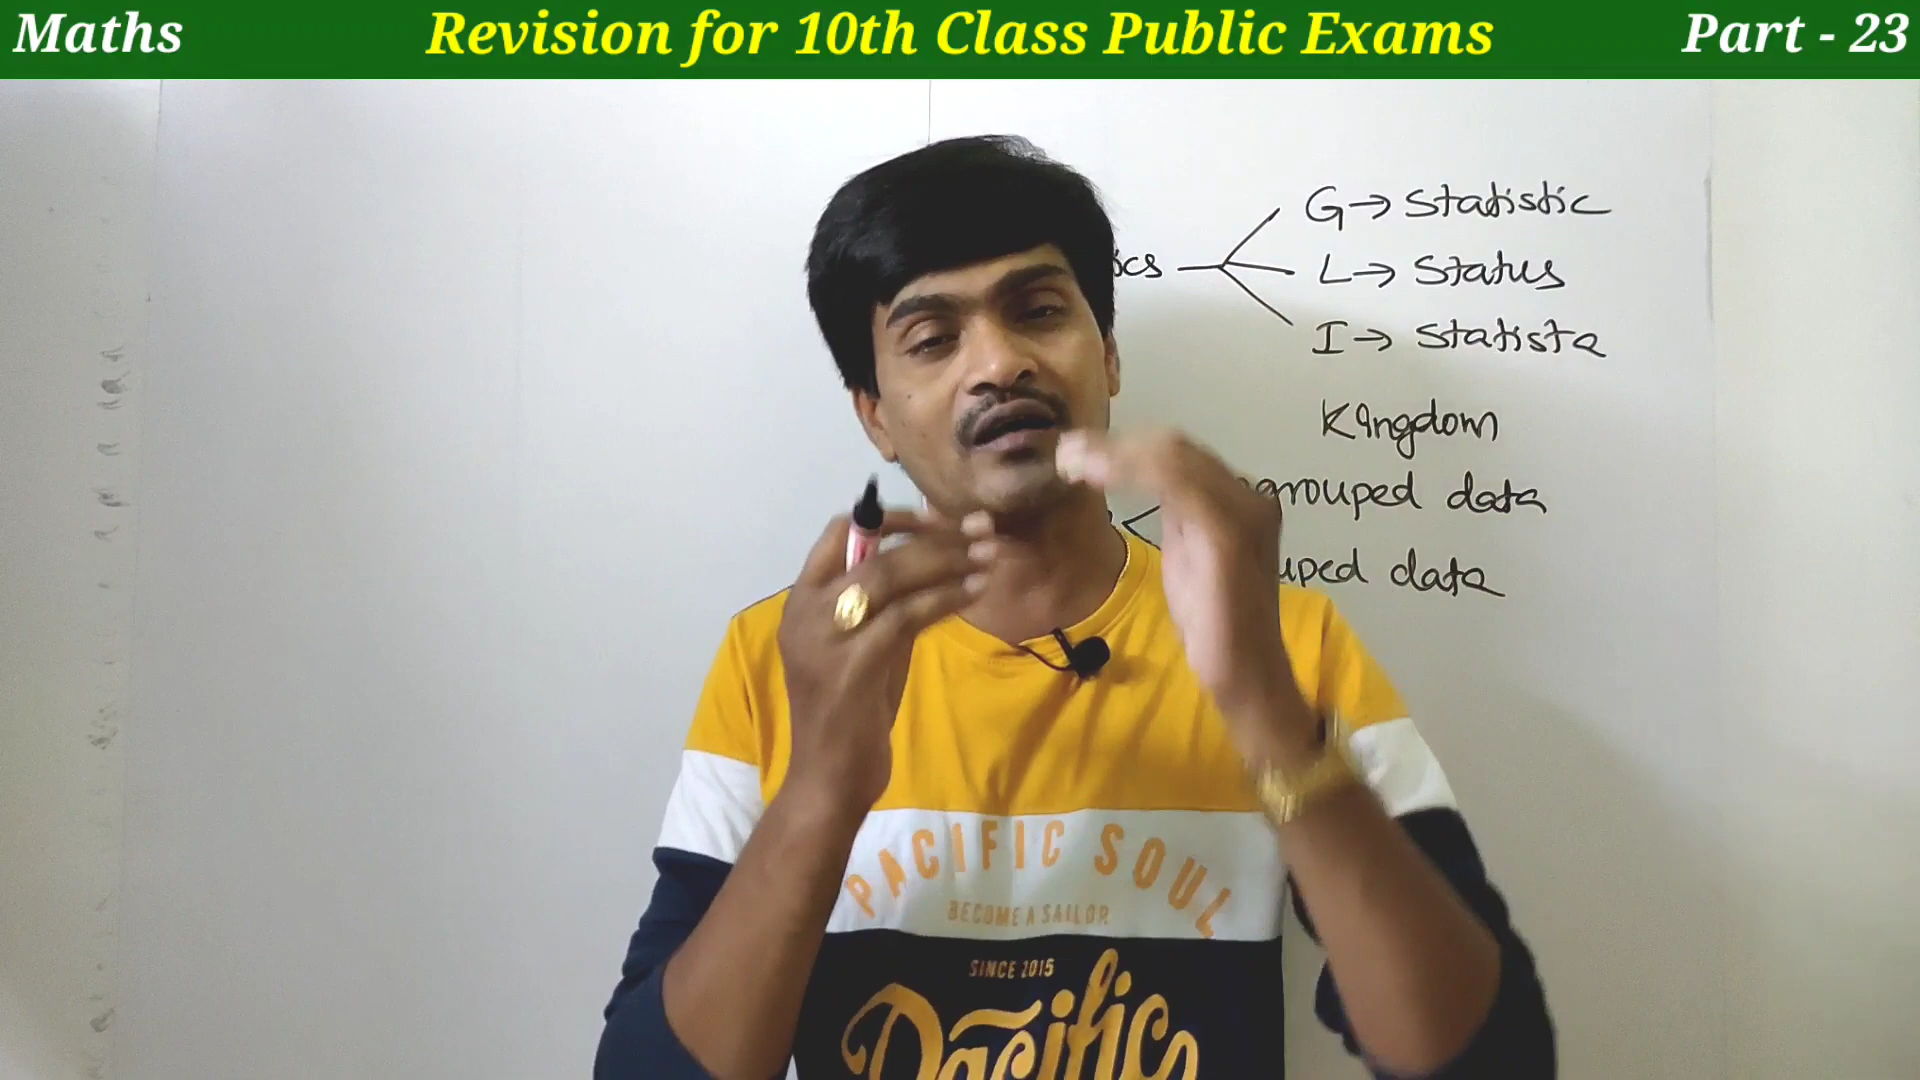 Maths
Revision for 10th Class Public Exams
Part - 23
G→ Statistic
L→ Status
I→ Statista
Kingdom
grouped data
data
PACIFIC SOUL
BECOME A SAILOR
SINCE 2015
Pacific